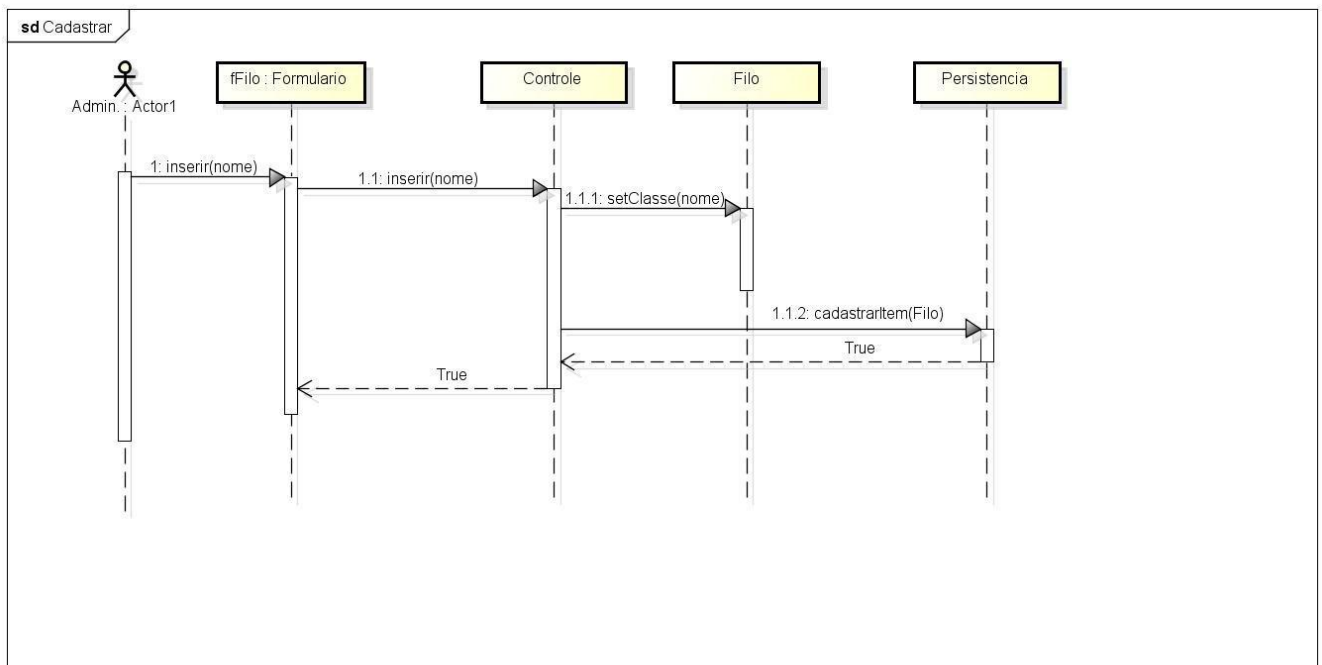 sd Cadastrar
Admin. : Actor1
fFilo : Formulario
Controle
Filo
Persistencia
1: inserir(nome)
1.1: inserir(nome)
1.1.1: setClasse(nome)
1.1.2: cadastrarItem(Filo)
True
True